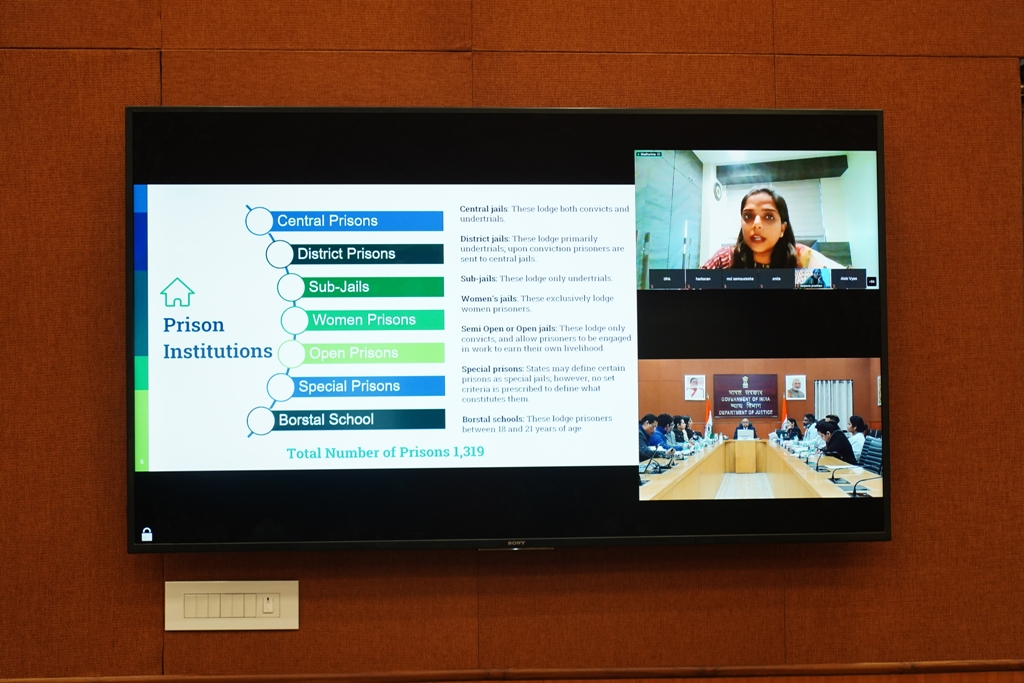 Prison
Institutions
Central Prisons
District Prisons
Sub-Jails
Women Prisons
Open Prisons
Special Prisons
Borstal School
Central jails: These lodge both convicts and
undertrials.
District jails: These lodge primarily
undertrials; upon conviction prisoners are
sent to central jails.
Sub-jails: These lodge only undertrials.
Women's jails: These exclusively lodge
women prisoners.
Semi Open or Open jails: These lodge only
convicts, and allow prisoners to be engaged
in work to earn their own livelihood.
Special prisons: States may define certain
prisons as special jails; however, no set
criteria is prescribed to define what
constitutes them.
Borstal schools: These lodge prisoners
between 18 and 21 years of age
Total Number of Prisons 1,319
भारत सरकार
GOVERNMENT OF INDIA
न्याय विभाग
DEPARTMENT OF JUSTICE
SONY